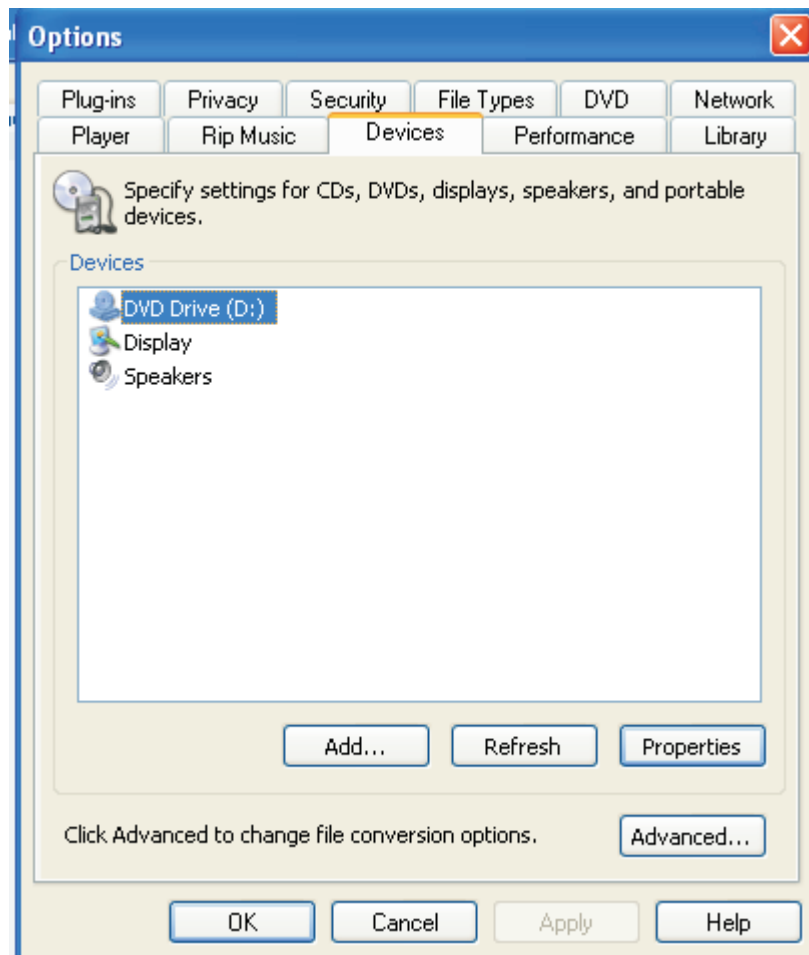 Options
Plug-ins Privacy Security File Types DVD Network
Player Rip Music Devices Performance Library
Specify settings for CDs, DVDs, displays, speakers, and portable
devices.
Devices
DVD Drive (D:)
Display
Speakers
Add... Refresh Properties
Click Advanced to change file conversion options. Advanced...
OK Cancel Apply Help